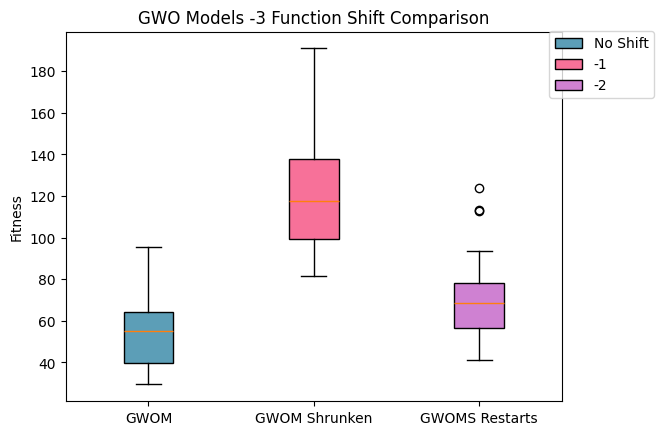 GWO Models -3 Function Shift Comparison
No Shift
-1
-2
180
160
140
120
100
80
60
40
Fitness
GWOM
GWOM Shrunken
GWOMS Restarts